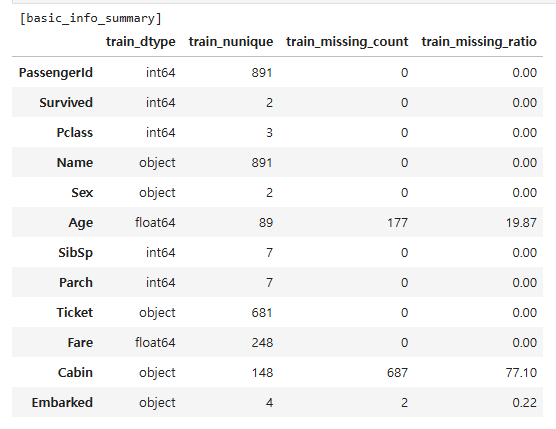 [basic_info_summary]
train_dtype train_nunique train_missing_count train_missing_ratio
PassengerId int64 891 0 0.00
Survived int64 2 0 0.00
Pclass int64 3 0 0.00
Name object 891 0 0.00
Sex object 2 0 0.00
Age float64 89 177 19.87
SibSp int64 7 0 0.00
Parch int64 7 0 0.00
Ticket object 681 0 0.00
Fare float64 248 0 0.00
Cabin object 148 687 77.10
Embarked object 4 2 0.22